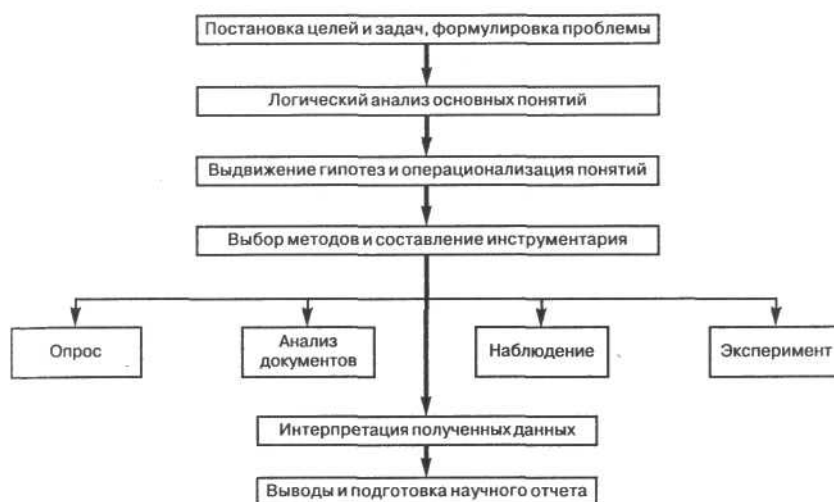 Постановка целей и задач, формулировка проблемы
Логический анализ основных понятий
Выдвижение гипотез и операционализация понятий
Выбор методов и составление инструментария
Опрос
Анализ
документов
Наблюдение
Эксперимент
Интерпретация полученных данных
Выводы и подготовка научного отчета